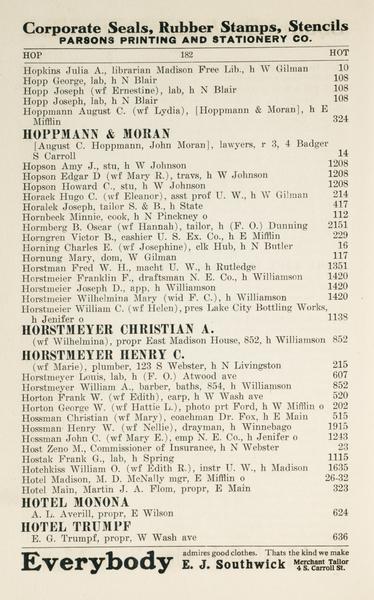 Corporate Seals, Rubber Stamps, Stencils
PARSONS PRINTING AND STATIONERY CO.
HOP 182 HOT
Hopkins Julia A., librarian Madison Free Lib., h W Gilman 10
Hopp George, lab, h N Blair 108
Hopp Joseph (wf Ernestine), lab, h N Blair 108
Hopp Joseph, lab, h N Blair 108
Hoppmann August C. (wf Lydia), [Hoppmann & Moran], h E
Mifflin 324
HOPPMANN & MORAN
[August C. Hoppmann, John Moran], lawyers, r 3, 4 Badger
S Carroll 14
Hopson Amy J., stu, h W Johnson 1208
Hopson Edgar D (wf Mary R.), travs, h W Johnson 1208
Hopson Howard C., stu, h W Johnson 1208
Horack Hugo C. (wf Eleanor), asst prof U. W., h W Gilman 214
Horalek Joseph, tailor S. & B., h State 417
Hornbeck Minnie, cook, h N Pinckney o 112
Hornberg B. Oscar (wf Hannah), tailor, h (F. O.) Dunning 2151
Horngren Victor B., cashier U. S. Ex. Co., h E Mifflin 229
Horning Charles E. (wf Josephine), elk Hub, h N Butler 16
Hornung Mary, dom, W Gilman 117
Horstman Fred W. H., macht U. W., h Rutledge 1351
Horstmeier Franklin F., draftsman N. E. Co., h Williamson 1420
Horstmeier Joseph D., app, h Williamson 1420
Horstmeier Wilhelmina Mary (wid F. C.), h Williamson 1420
Horstmeier William C. (wf Helen), pres Lake City Bottling Works,
h Jenifer o 1138
HORSTMEYER CHRISTIAN A.
(wf Wilhelmina), propr East Madison House, 852, h Williamson 852
HORSTMEYER HENRY C.
(wf Marie), plumber, 123 S Webster, h N Livingston 215
Horstmeyer Louis, lab, h (F. O.) Atwood ave 607
Horstmeyer William A., barber, baths, 854, h Williamson 852
Horton Frank W. (wf Edith), carp, h W Wash ave 520
Horton George W. (wf Hattie L.), photo prt Ford, h W Mifflin o 202
Hossman Christian (wf Mary), coachman Dr. Fox, h E Main 515
Hossman Henry W. (wf Nellie), drayman, h Winnebago 1915
Hossman John C. (wf Mary E.), emp N. E. Co., h Jenifer o 1243
Host Zeno M., Commissioner of Insurance, h N Webster 23
Hostak Frank G., lab, h Spring 1115
Hotchkiss William O. (wf Edith R.), instr U. W., h Madison 1635
Hotel Madison, M. D. McNally mgr, E Mifflin o 26-32
Hotel Main, Martin J. A. Flom, propr, E Main 323
HOTEL MONONA
A. L. Averill, propr, E Wilson 624
HOTEL TRUMPF
E. G. Trumpf, propr, W Wash ave 636
Everybody admires good clothes. Thats the kind we make
E. J. Southwick Merchant Tailor
4 S. Carroll St.